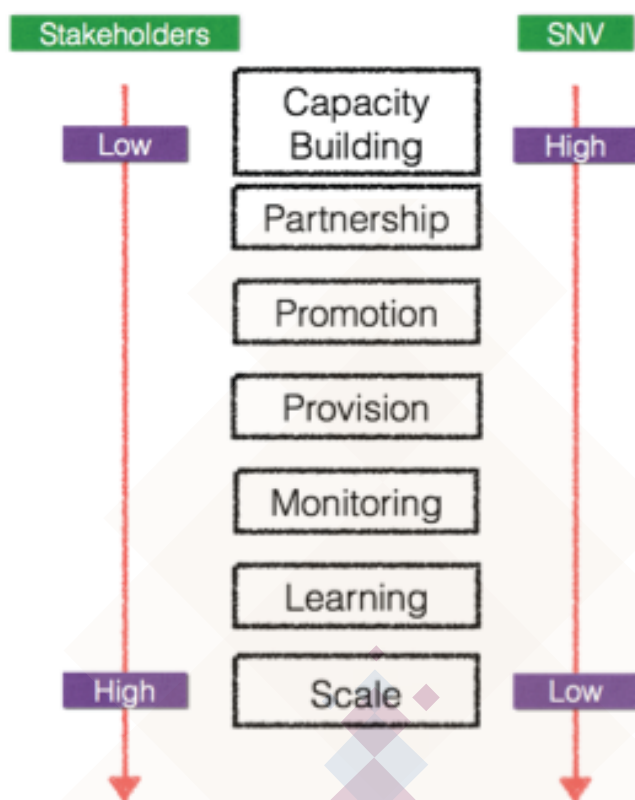 Stakeholders
SNV
Capacity
Building
Low
High
Partnership
Promotion
Provision
Monitoring
Learning
High
Scale
Low